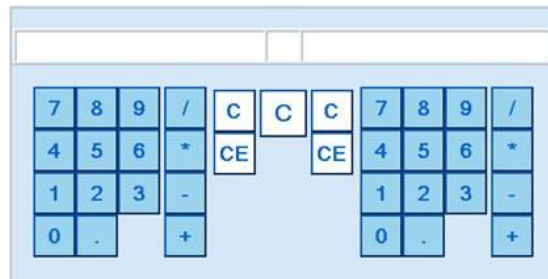 7 8 9 / C C C 7 8 9 /
4 5 6 * CE CE 4 5 6 *
1 2 3 - 1 2 3 -
0 . + 0 . +